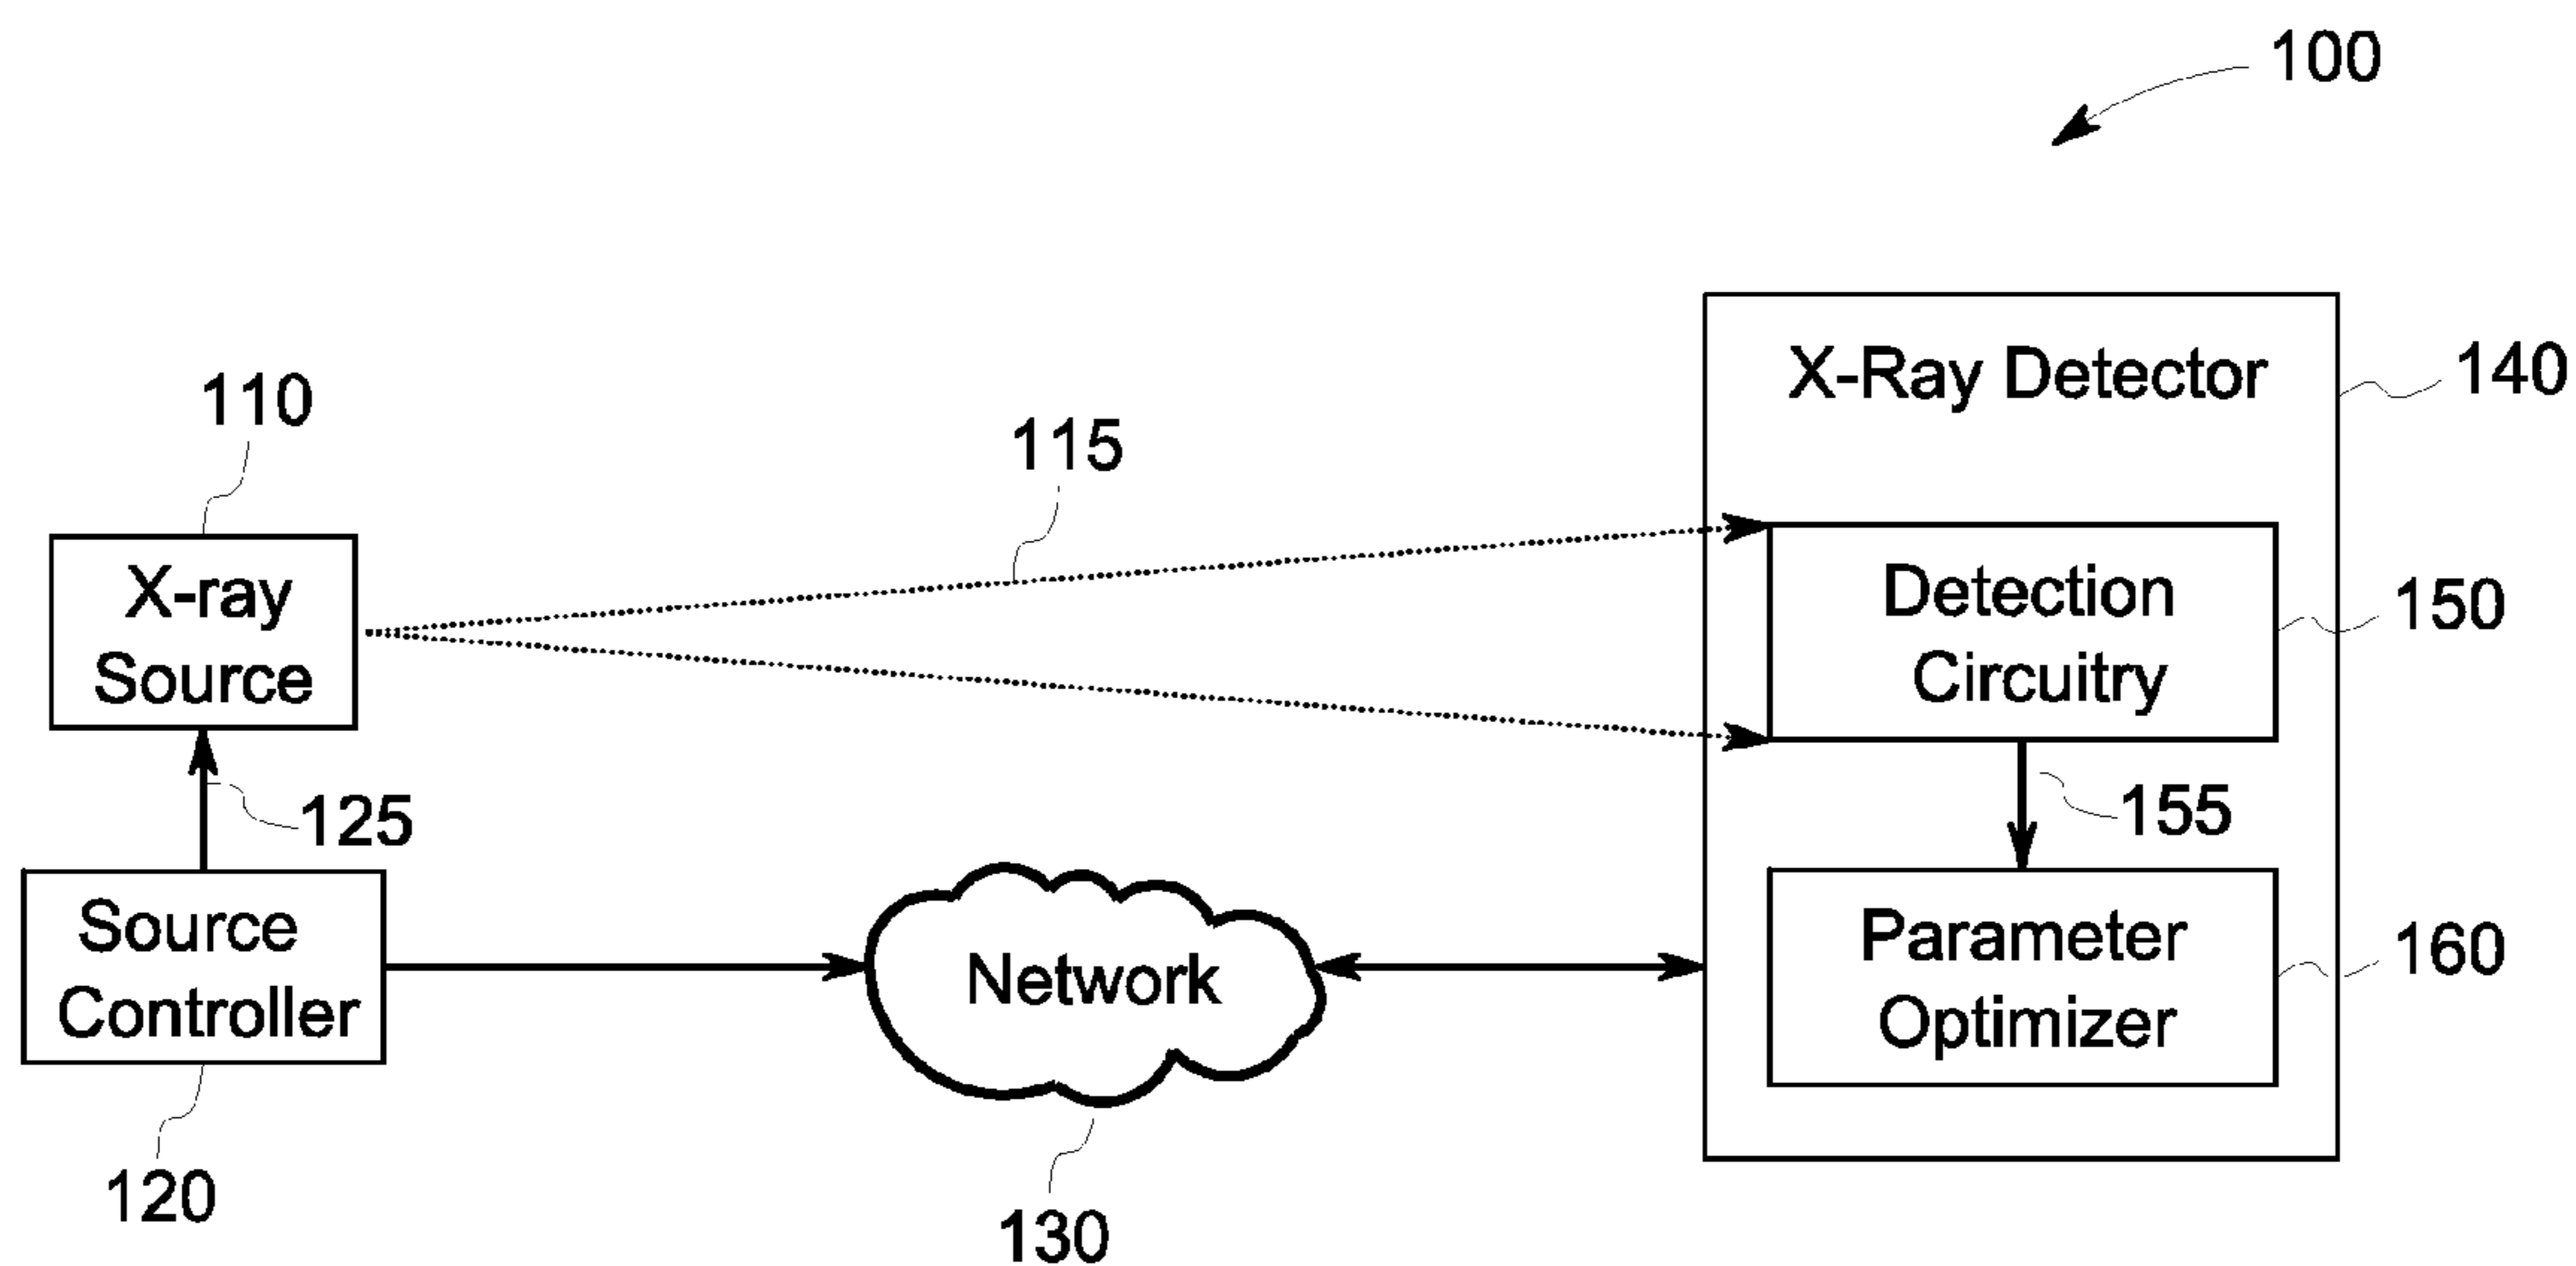 100
X-Ray Detector
140
110
115
X-ray
Source
Detection
Circuitry
150
125
155
Source
Controller
Network
Parameter
Optimizer
160
120
130